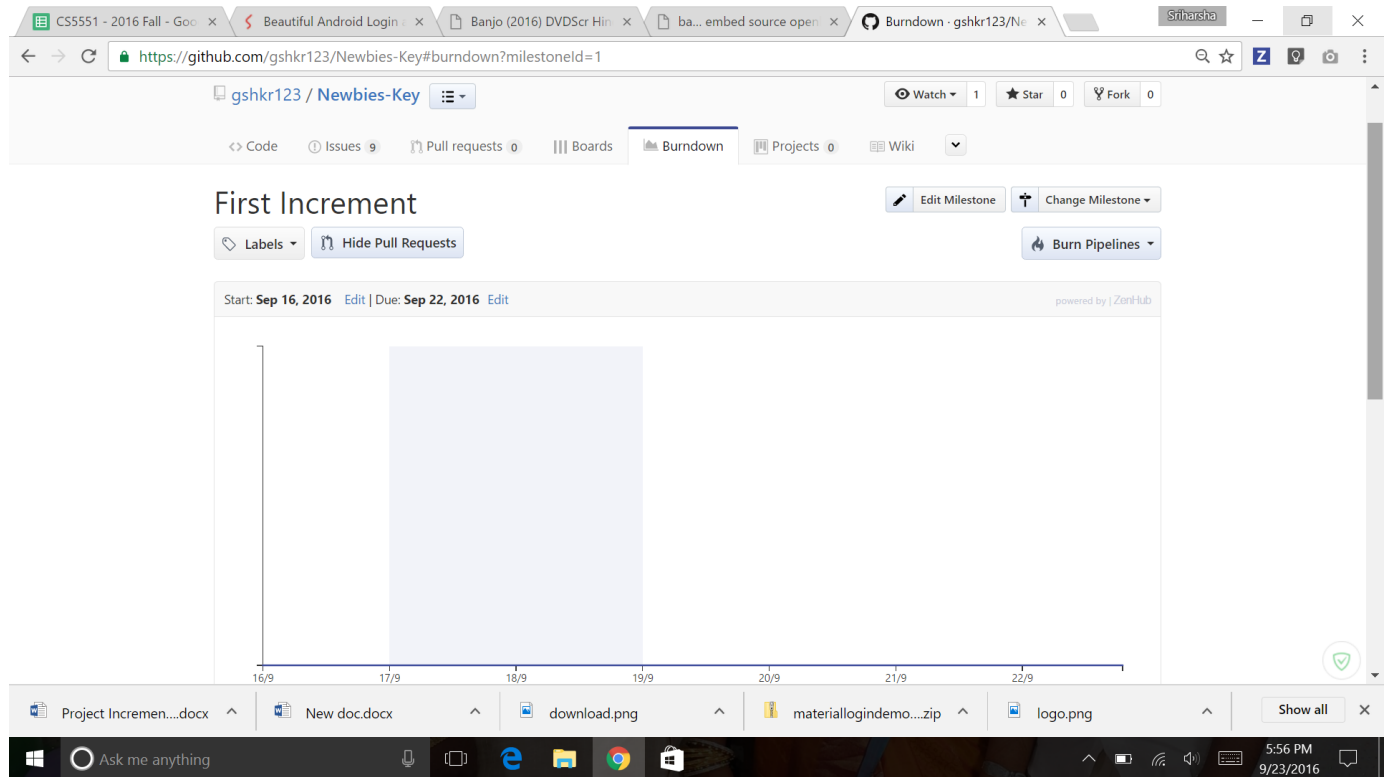 CS5551 - 2016 Fall - Goo
Beautiful Android Login
Banjo (2016) DVDScr Hin
ba... embed source open
Burndown · gshkr123/Ne
Sriharsha
https://github.com/gshkr123/Newbies-Key#burndown?milestoneId=1
gshkr123 / Newbies-Key
Watch 1 Star 0 Fork 0
Code Issues 9 Pull requests 0 Boards Burndown Projects 0 Wiki
First Increment
Edit Milestone Change Milestone
Labels Hide Pull Requests Burn Pipelines
Start: Sep 16, 2016 Edit | Due: Sep 22, 2016 Edit
powered by | ZenHub
16/9 17/9 18/9 19/9 20/9 21/9 22/9
Project Incremen....docx New doc.docx download.png materiallogindemo....zip logo.png Show all
Ask me anything
5:56 PM
9/23/2016